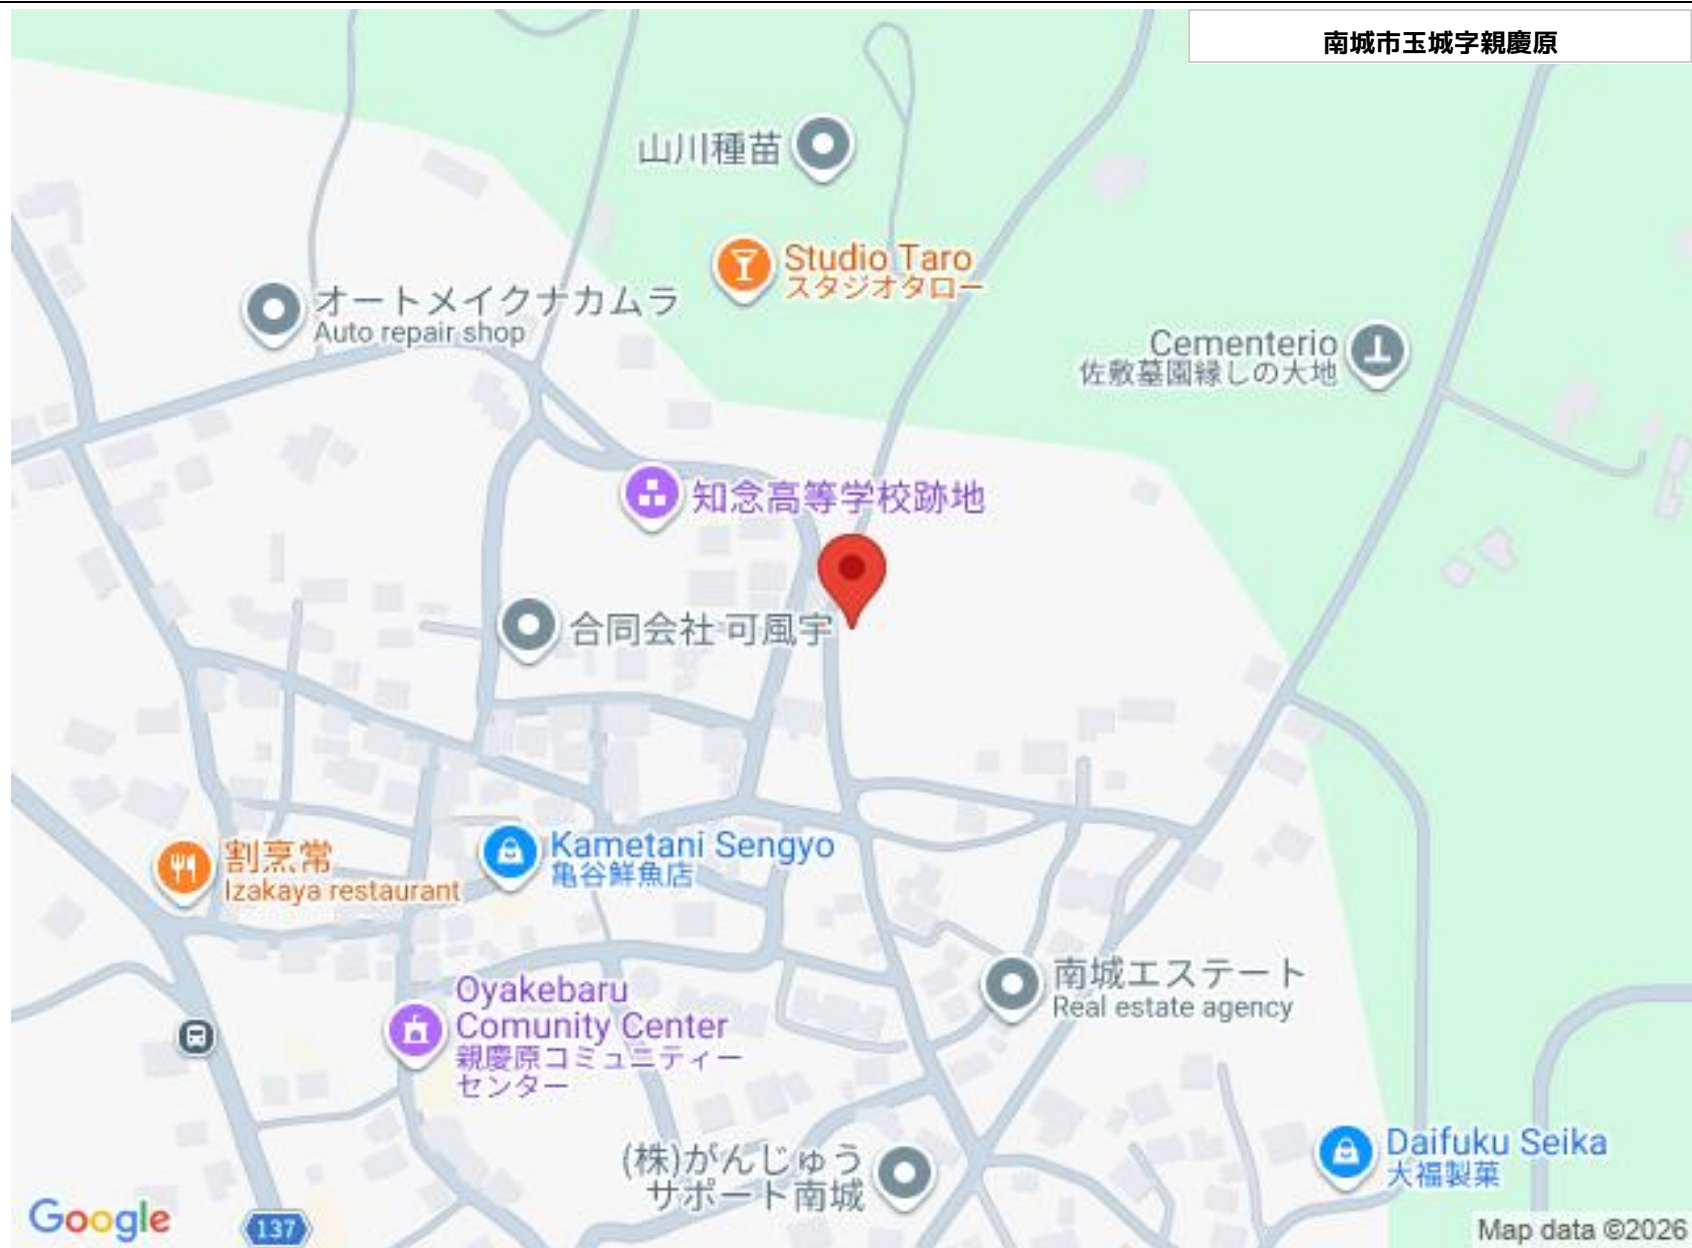 南城市玉城字親慶原
山川種苗
Studio Taro
スタジオタロー
オートメイクナカムラ
Auto repair shop
Cementerio
佐敷墓園縁しの大地
知念高等学校跡地
合同会社 可風宇
割烹常
Izakaya restaurant
Kametani Sengyo
亀谷鮮魚店
南城エステート
Real estate agency
Oyakebaru
Comunity Center
親慶原コミュニティー
センター
(株)がんじゅう
サポート南城
Daifuku Seika
大福製菓
Google
137
Map data ©2026